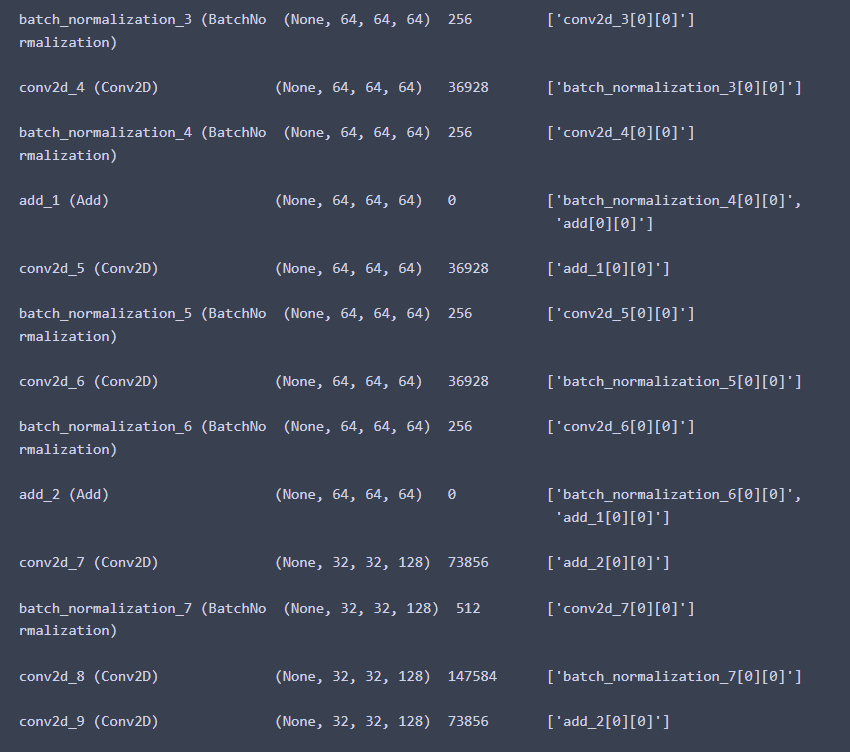 batch_normalization_3 (BatchNo  (None, 64, 64, 64)  256         ['conv2d_3[0][0]']
rmalization)
conv2d_4 (Conv2D)              (None, 64, 64, 64)   36928       ['batch_normalization_3[0][0]']
batch_normalization_4 (BatchNo  (None, 64, 64, 64)  256         ['conv2d_4[0][0]']
rmalization)
add_1 (Add)                    (None, 64, 64, 64)   0           ['batch_normalization_4[0][0]',
'add[0][0]']
conv2d_5 (Conv2D)              (None, 64, 64, 64)   36928       ['add_1[0][0]']
batch_normalization_5 (BatchNo  (None, 64, 64, 64)  256         ['conv2d_5[0][0]']
rmalization)
conv2d_6 (Conv2D)              (None, 64, 64, 64)   36928       ['batch_normalization_5[0][0]']
batch_normalization_6 (BatchNo  (None, 64, 64, 64)  256         ['conv2d_6[0][0]']
rmalization)
add_2 (Add)                    (None, 64, 64, 64)   0           ['batch_normalization_6[0][0]',
'add_1[0][0]']
conv2d_7 (Conv2D)              (None, 32, 32, 128)  73856       ['add_2[0][0]']
batch_normalization_7 (BatchNo  (None, 32, 32, 128)  512        ['conv2d_7[0][0]']
rmalization)
conv2d_8 (Conv2D)              (None, 32, 32, 128)  147584      ['batch_normalization_7[0][0]']
conv2d_9 (Conv2D)              (None, 32, 32, 128)  73856       ['add_2[0][0]']